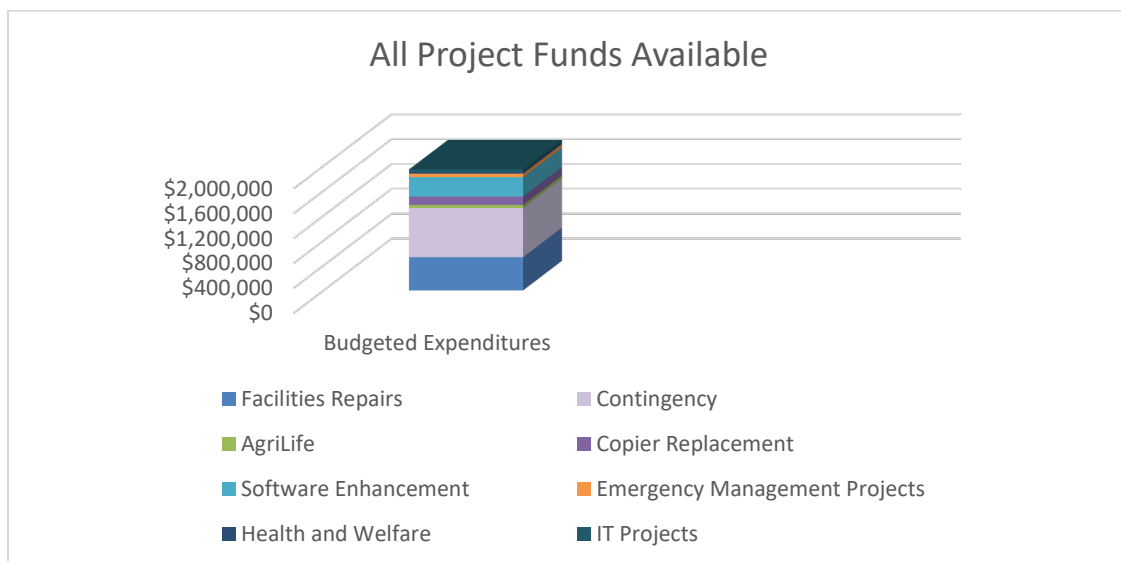 All Project Funds Available
$2,000,000
$1,600,000
$1,200,000
$800,000
$400,000
$0
Budgeted Expenditures
Facilities Repairs
Contingency
AgriLife
Copier Replacement
Software Enhancement
Emergency Management Projects
Health and Welfare
IT Projects